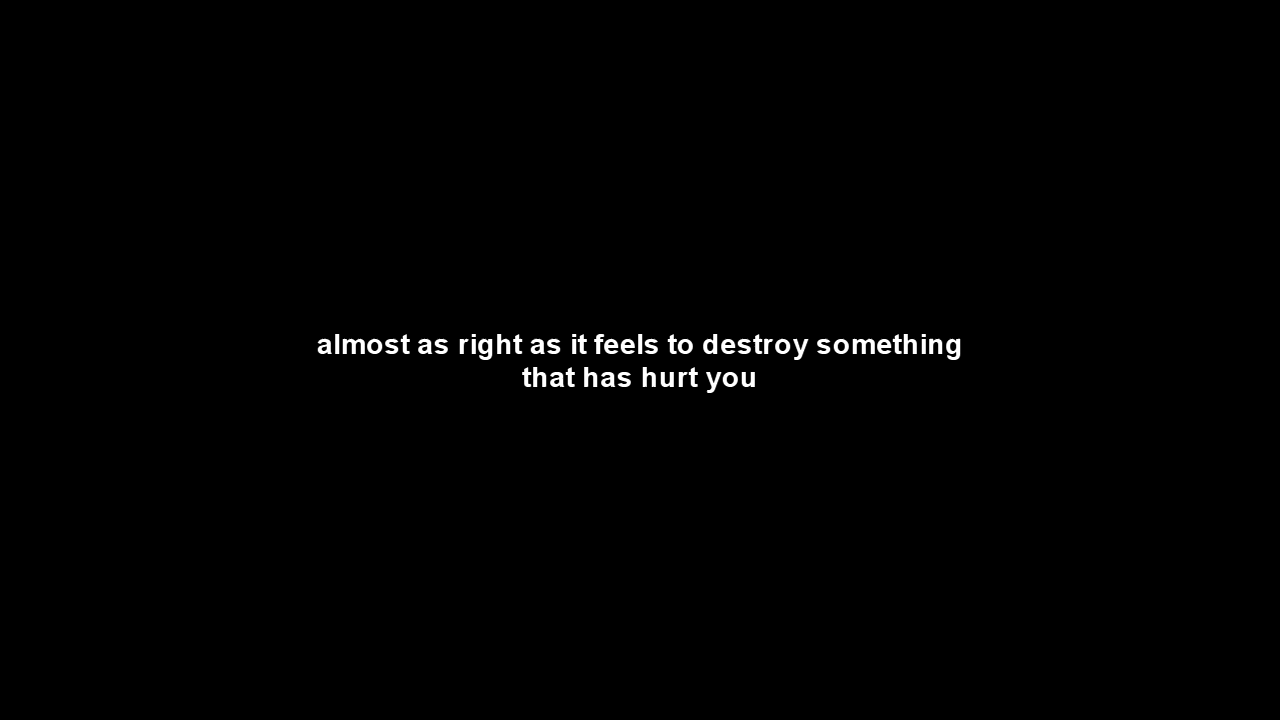 almost as right as it feels to destroy something
that has hurt you